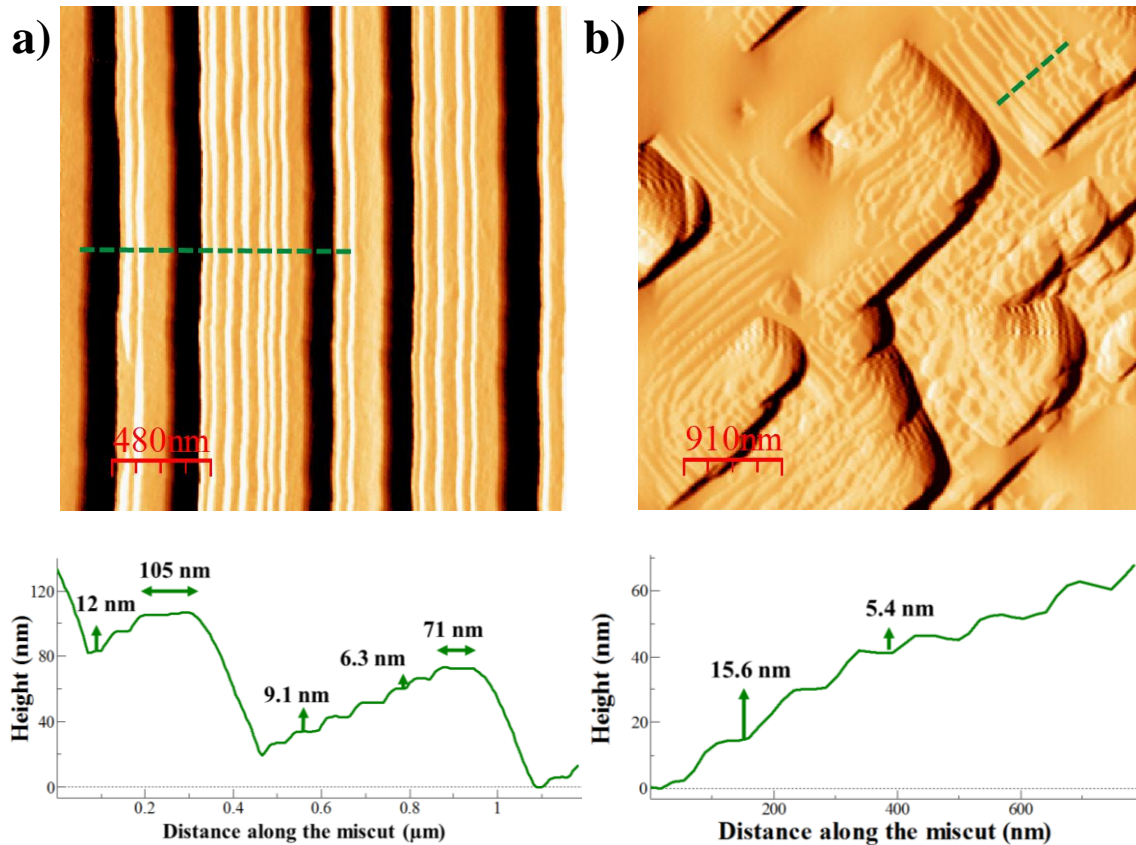 a)
480nm
b)
910nm
Height (nm)
120
80
40
0
12 nm
105 nm
9.1 nm
6.3 nm
71 nm
0.2
0.4
0.6
0.8
1
Distance along the miscut (µm)
Height (nm)
60
40
20
0
15.6 nm
5.4 nm
200
400
600
Distance along the miscut (nm)